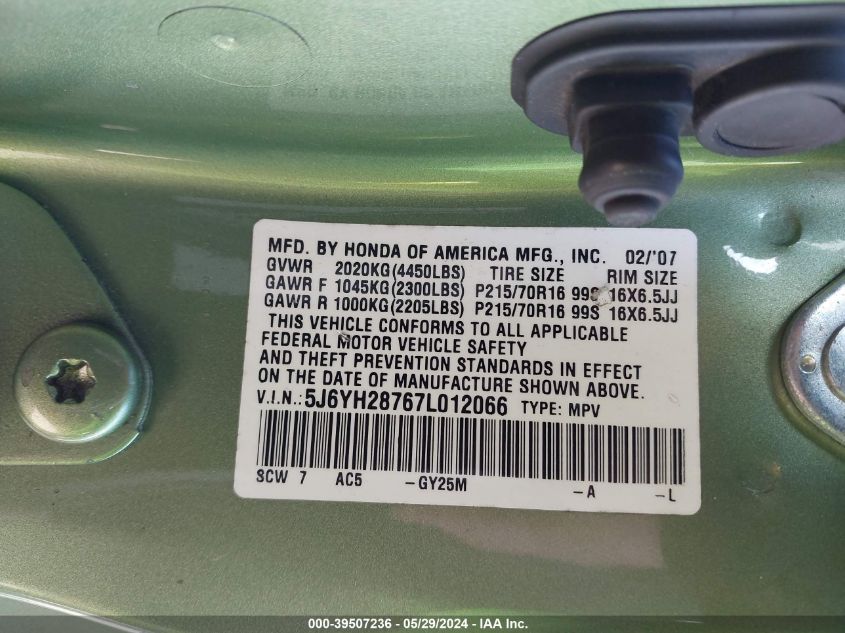 MFD. BY HONDA OF AMERICA MFG., INC. 02/'07
GVWR 2020KG(4450LBS) TIRE SIZE RIM SIZE
GAWR F 1045KG(2300LBS) P215/70R16 99S 16X6.5JJ
GAWR R 1000KG(2205LBS) P215/70R16 99S 16X6.5JJ
THIS VEHICLE CONFORMS TO ALL APPLICABLE
FEDERAL MOTOR VEHICLE SAFETY
AND THEFT PREVENTION STANDARDS IN EFFECT
ON THE DATE OF MANUFACTURE SHOWN ABOVE.
V.I.N.: 5J6YH28767L012066 TYPE: MPV
SCW 7 AC5 -GY25M -A -L
000-39507236 - 05/29/2024 - IAA Inc.